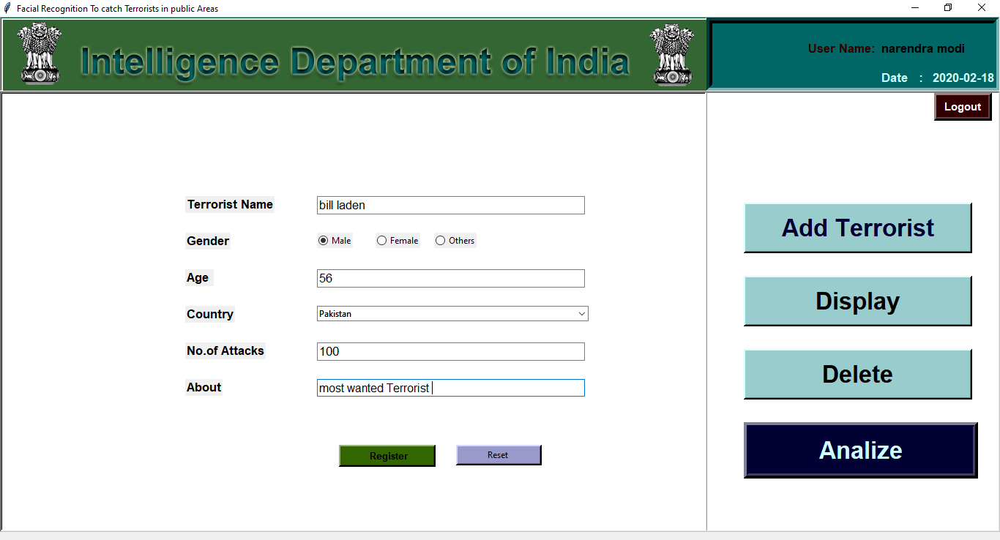 Facial Recognition To catch Terrorists in public Areas
Intelligence Department of India
User Name: narendra modi
Date : 2020-02-18
Logout
Terrorist Name bill laden
Gender Male Female Others
Age 56
Country Pakistan
No.of Attacks 100
About most wanted Terrorist
Register Reset
Add Terrorist
Display
Delete
Analize